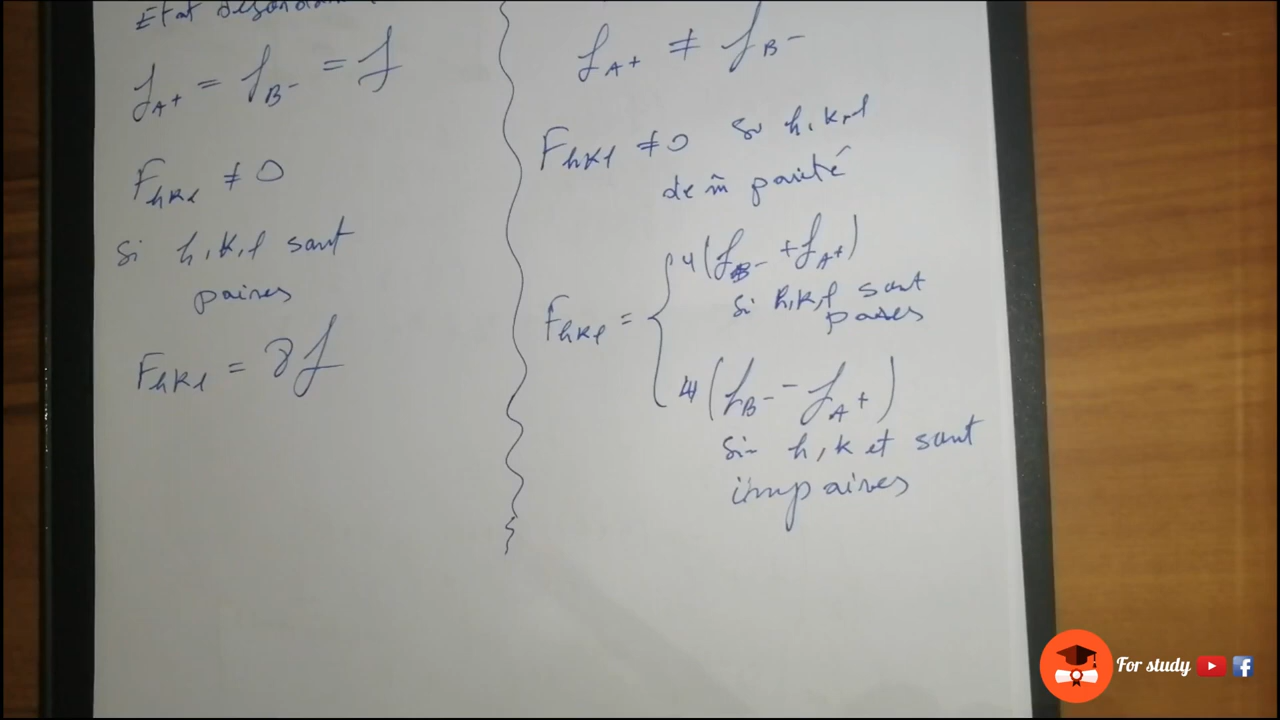 Etat
f_A+ = f_B- = f
F_hkl ≠ 0
Si h, k, l sont
paires
F_hkl = 8f
f_A+ ≠ f_B-
F_hkl ≠ 0 Si h, k, l
de m̄ parité
F_hkl = { 4(f_B- + f_A+)
si h, k, l sont
paires
4(f_B- - f_A+)
Si h, k et sont
impaires
For study